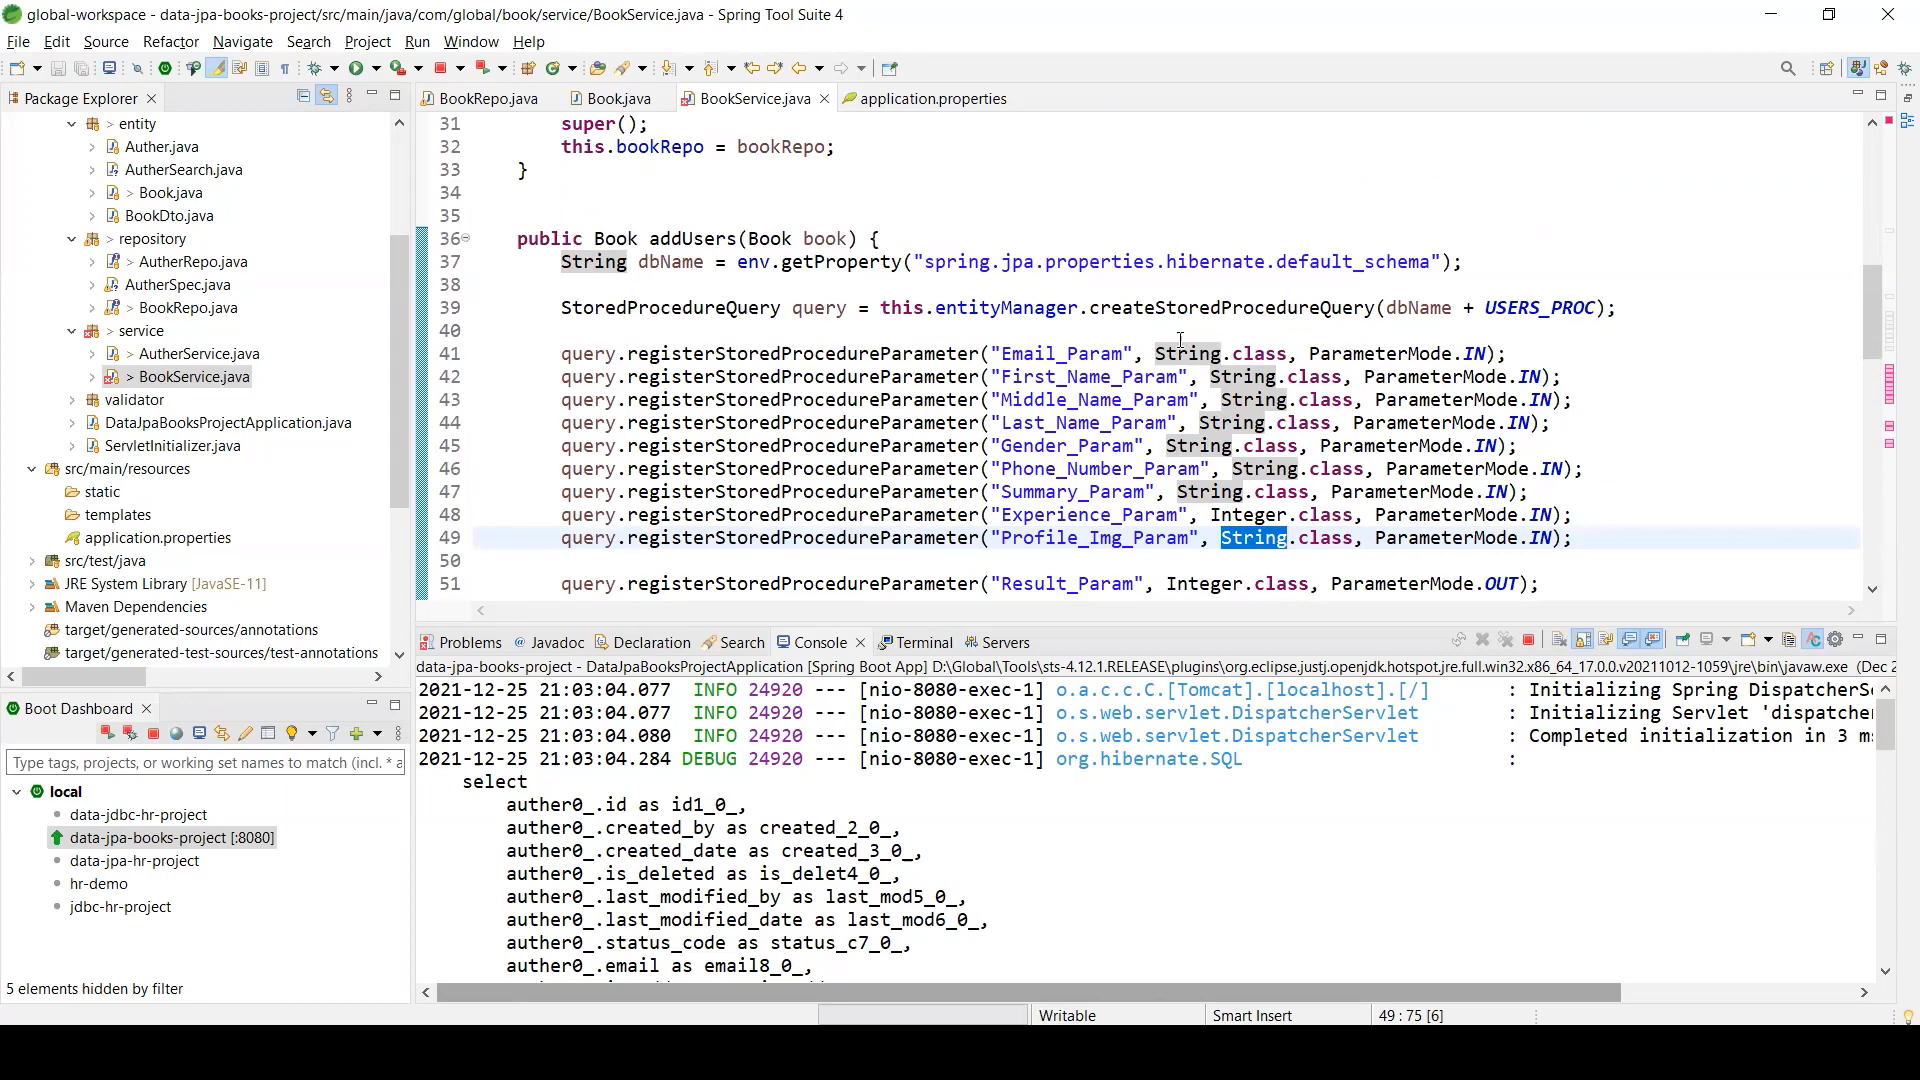 global-workspace - data-jpa-books-project/src/main/java/com/global/book/service/BookService.java - Spring Tool Suite 4
File Edit Source Refactor Navigate Search Project Run Window Help
Package Explorer
> entity
Auther.java
AutherSearch.java
> Book.java
BookDto.java
> repository
> AutherRepo.java
AutherSpec.java
> BookRepo.java
> service
> AutherService.java
> BookService.java
validator
DataJpaBooksProjectApplication.java
ServletInitializer.java
src/main/resources
static
templates
application.properties
src/test/java
JRE System Library [JavaSE-11]
Maven Dependencies
target/generated-sources/annotations
target/generated-test-sources/test-annotations
Boot Dashboard
Type tags, projects, or working set names to match (incl. * a
local
data-jdbc-hr-project
data-jpa-books-project [:8080]
data-jpa-hr-project
hr-demo
jdbc-hr-project
5 elements hidden by filter
BookRepo.java Book.java BookService.java application.properties
31 super();
32 this.bookRepo = bookRepo;
33 }
34
35
36 public Book addUsers(Book book) {
37 String dbName = env.getProperty("spring.jpa.properties.hibernate.default_schema");
38
39 StoredProcedureQuery query = this.entityManager.createStoredProcedureQuery(dbName + USERS_PROC);
40
41 query.registerStoredProcedureParameter("Email_Param", String.class, ParameterMode.IN);
42 query.registerStoredProcedureParameter("First_Name_Param", String.class, ParameterMode.IN);
43 query.registerStoredProcedureParameter("Middle_Name_Param", String.class, ParameterMode.IN);
44 query.registerStoredProcedureParameter("Last_Name_Param", String.class, ParameterMode.IN);
45 query.registerStoredProcedureParameter("Gender_Param", String.class, ParameterMode.IN);
46 query.registerStoredProcedureParameter("Phone_Number_Param", String.class, ParameterMode.IN);
47 query.registerStoredProcedureParameter("Summary_Param", String.class, ParameterMode.IN);
48 query.registerStoredProcedureParameter("Experience_Param", Integer.class, ParameterMode.IN);
49 query.registerStoredProcedureParameter("Profile_Img_Param", String.class, ParameterMode.IN);
50
51 query.registerStoredProcedureParameter("Result_Param", Integer.class, ParameterMode.OUT);
Problems Javadoc Declaration Search Console Terminal Servers
data-jpa-books-project - DataJpaBooksProjectApplication [Spring Boot App] D:\Global\Tools\sts-4.12.1.RELEASE\plugins\org.eclipse.justj.openjdk.hotspot.jre.full.win32.x86_64_17.0.0.v20211012-1059\jre\bin\javaw.exe (Dec 2
2021-12-25 21:03:04.077 INFO 24920 --- [nio-8080-exec-1] o.a.c.c.C.[Tomcat].[localhost].[/] : Initializing Spring DispatcherSe
2021-12-25 21:03:04.077 INFO 24920 --- [nio-8080-exec-1] o.s.web.servlet.DispatcherServlet : Initializing Servlet 'dispatcher
2021-12-25 21:03:04.080 INFO 24920 --- [nio-8080-exec-1] o.s.web.servlet.DispatcherServlet : Completed initialization in 3 ms
2021-12-25 21:03:04.284 DEBUG 24920 --- [nio-8080-exec-1] org.hibernate.SQL :
select
auther0_.id as id1_0_,
auther0_.created_by as created_2_0_,
auther0_.created_date as created_3_0_,
auther0_.is_deleted as is_delet4_0_,
auther0_.last_modified_by as last_mod5_0_,
auther0_.last_modified_date as last_mod6_0_,
auther0_.status_code as status_c7_0_,
auther0_.email as email8_0_,
Writable Smart Insert 49 : 75 [6]